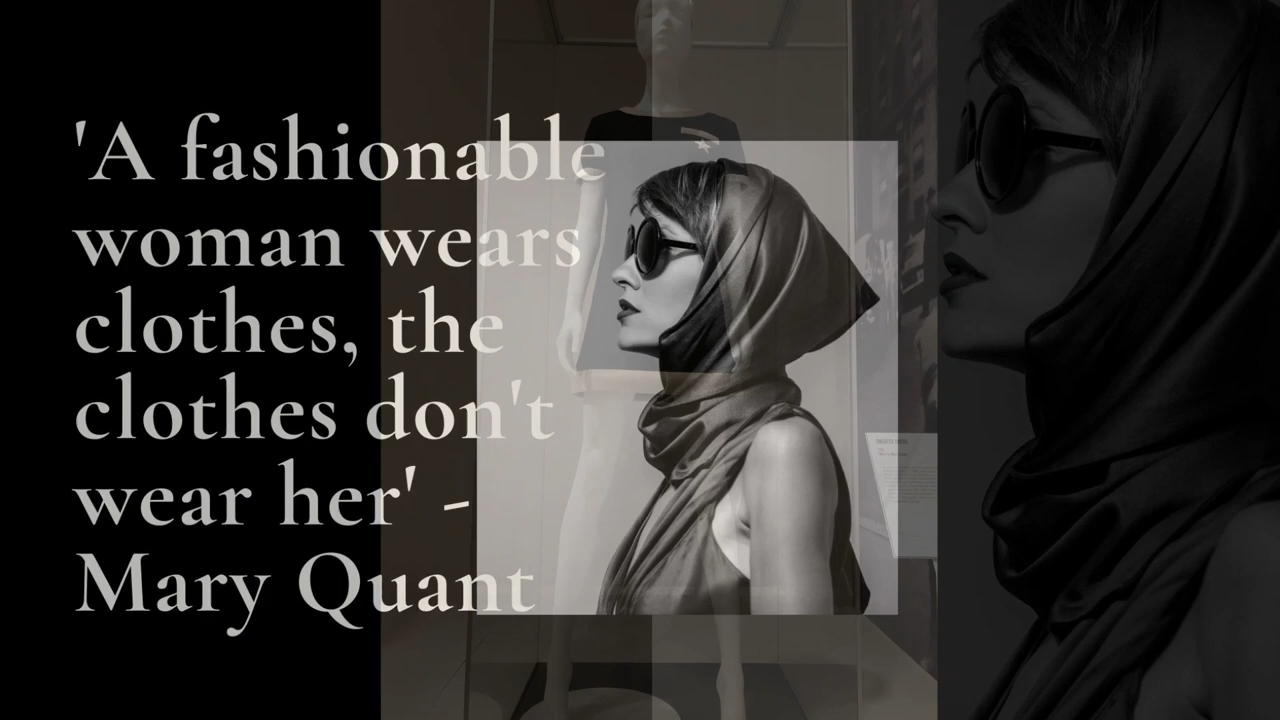 'A fashionable
woman wears
clothes, the
clothes don't
wear her' -
Mary Quant